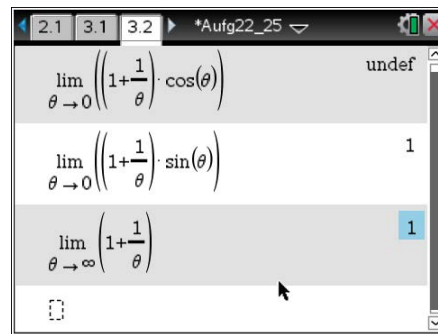 2.1 3.1 3.2 *Aufg22_25
lim θ→0 ((1+1/θ)·cos(θ)) undef
lim θ→0 ((1+1/θ)·sin(θ)) 1
lim θ→∞ (1+1/θ) 1